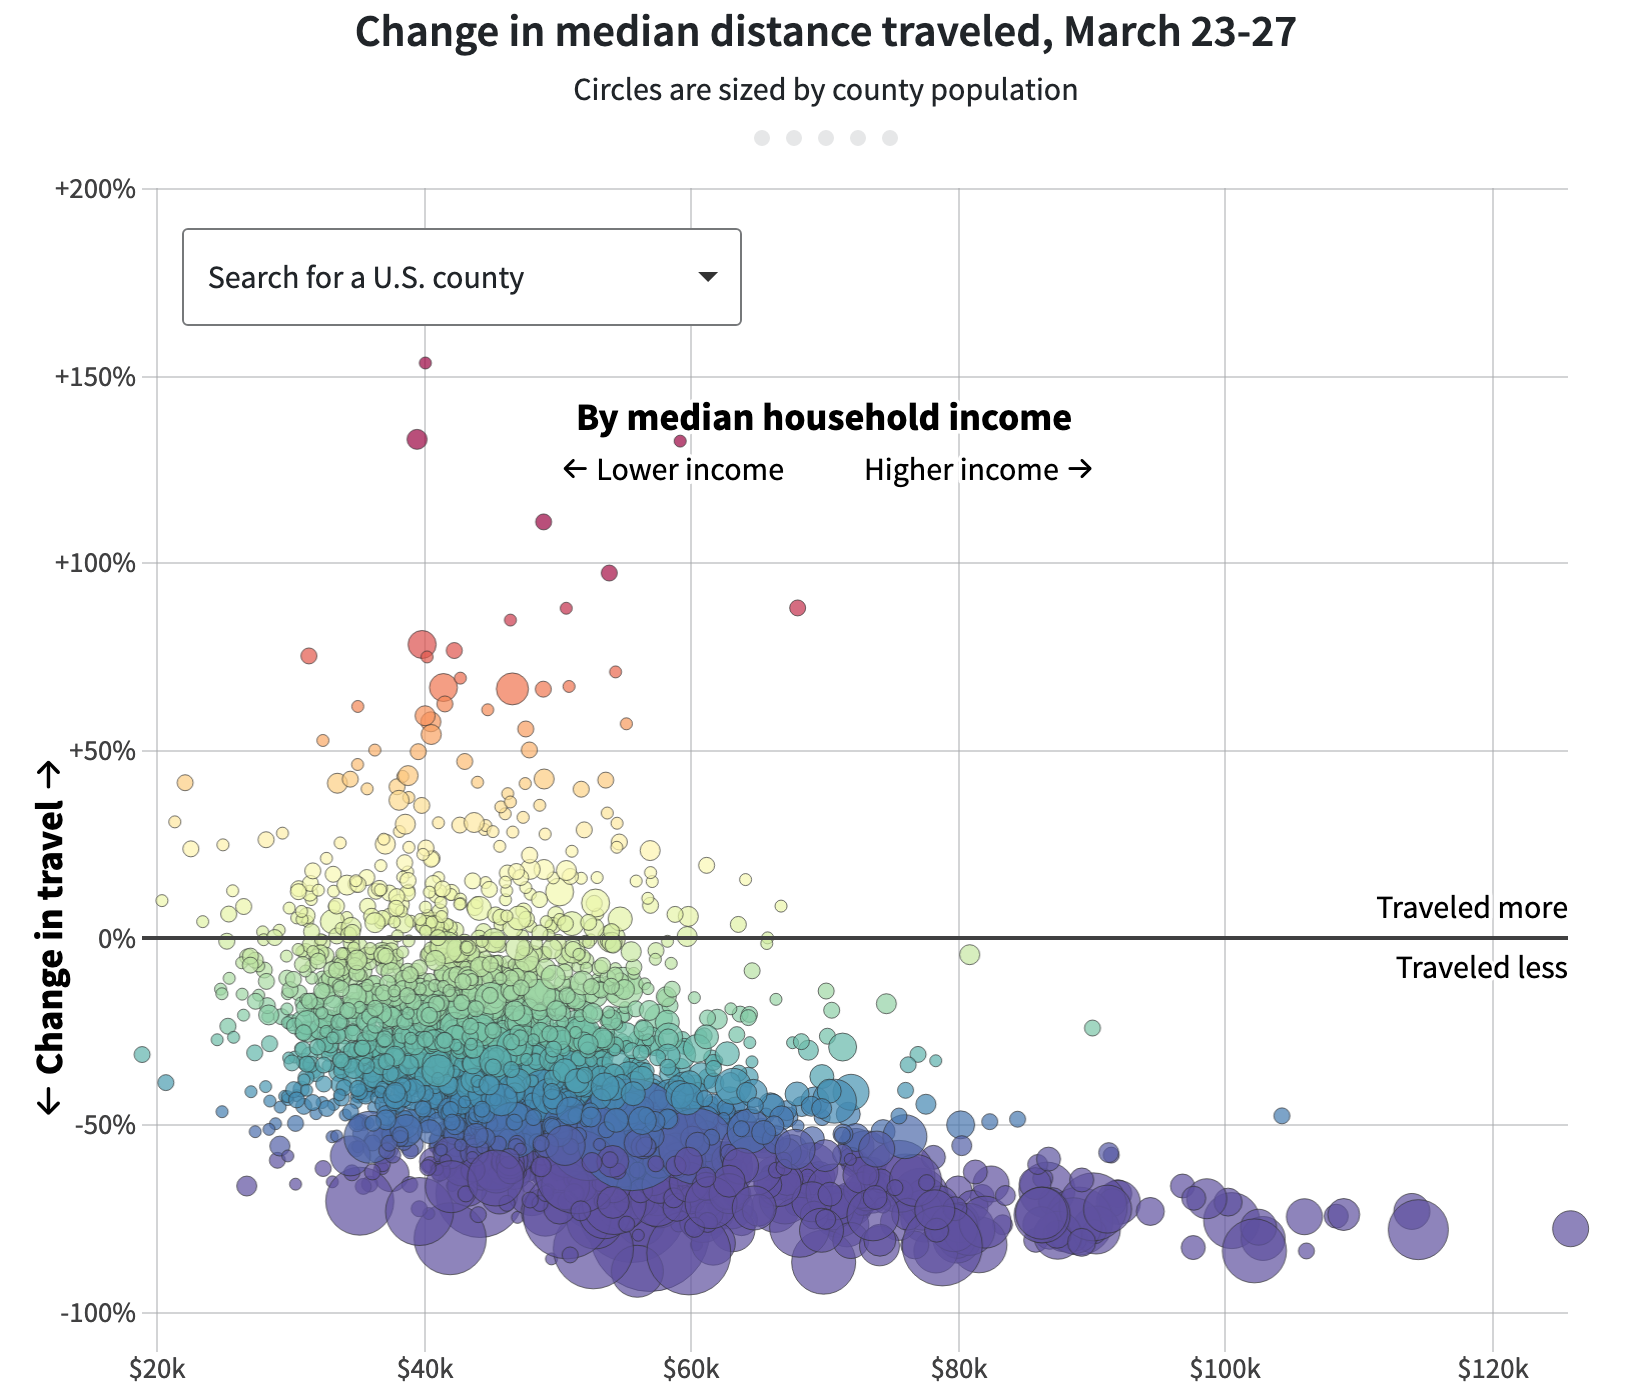 Change in median distance traveled, March 23-27
Circles are sized by county population
+200%
Search for a U.S. county
+150%
By median household income
← Lower income
Higher income →
+100%
+50%
← Change in travel →
Traveled more
0%
Traveled less
-50%
-100%
$20k
$40k
$60k
$80k
$100k
$120k